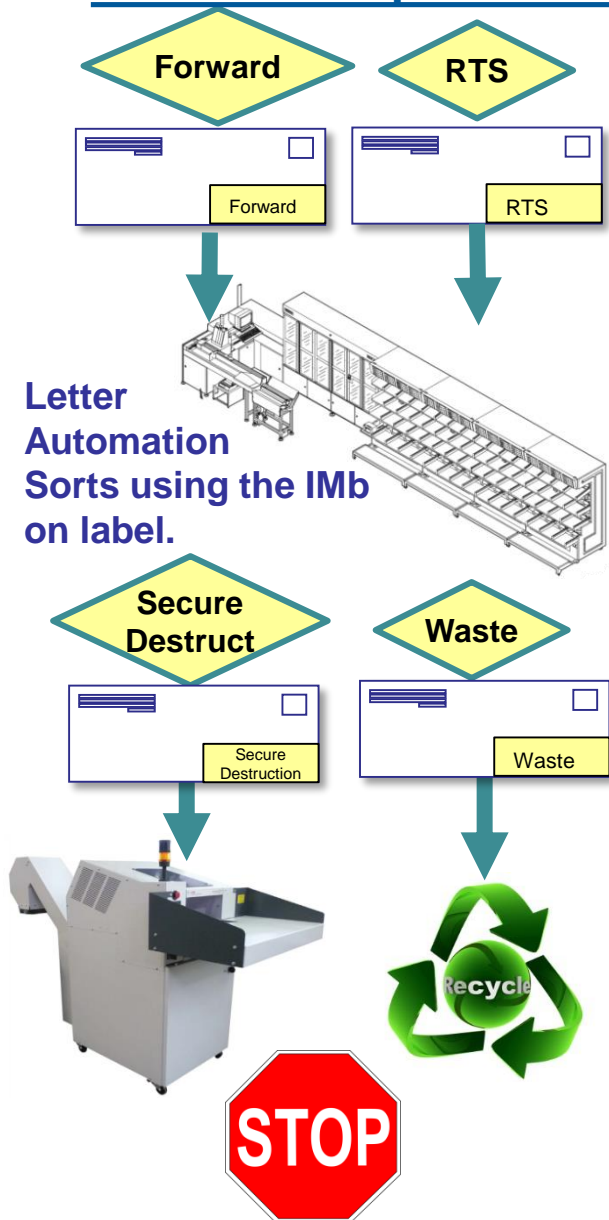 Forward
RTS
Forward
RTS
Letter
Automation
Sorts using the IMb
on label.
Secure
Destruct
Waste
Secure
Destruction
Waste
Recycle
STOP